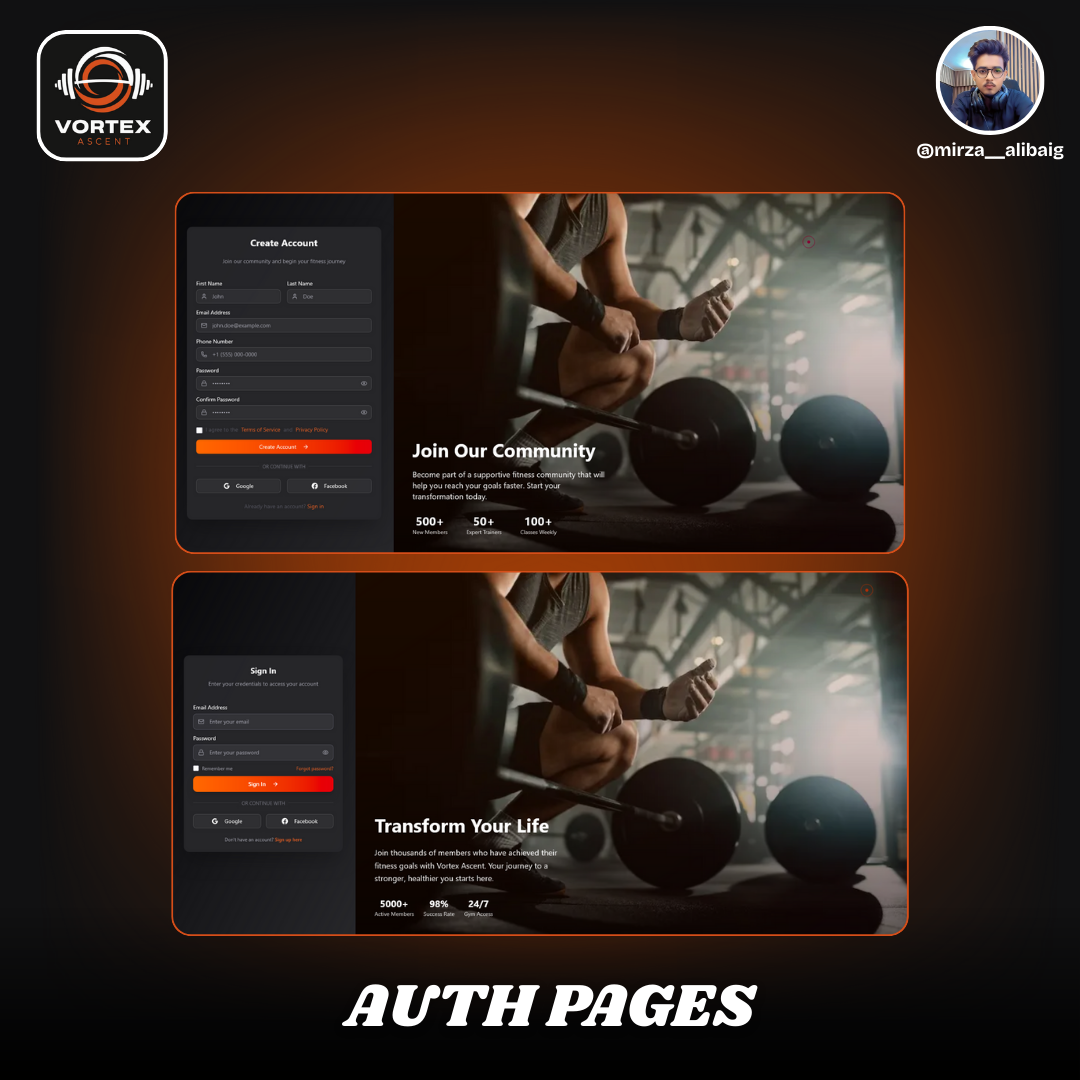 VORTEX
ASCENT
@mirza__alibaig
Create Account
Join our community and begin your fitness journey
First Name
Last Name
John
Doe
Email Address
john.doe@example.com
Phone Number
+1 (555) 000-0000
Password
••••••••
Confirm Password
••••••••
I agree to the Terms of Service and Privacy Policy
Create Account →
OR CONTINUE WITH
Google
Facebook
Already have an account? Sign in
Join Our Community
Become part of a supportive fitness community that will
help you reach your goals faster. Start your
transformation today.
500+
50+
100+
New Members
Expert Trainers
Classes Weekly
Sign In
Enter your credentials to access your account
Email Address
Enter your email
Password
Enter your password
Remember me
Forgot password?
Sign In →
OR CONTINUE WITH
Google
Facebook
Don't have an account? Sign up here
Transform Your Life
Join thousands of members who have achieved their
fitness goals with Vortex Ascent. Your journey to a
stronger, healthier you starts here.
5000+
98%
24/7
Active Members
Success Rate
Gym Access
AUTH PAGES